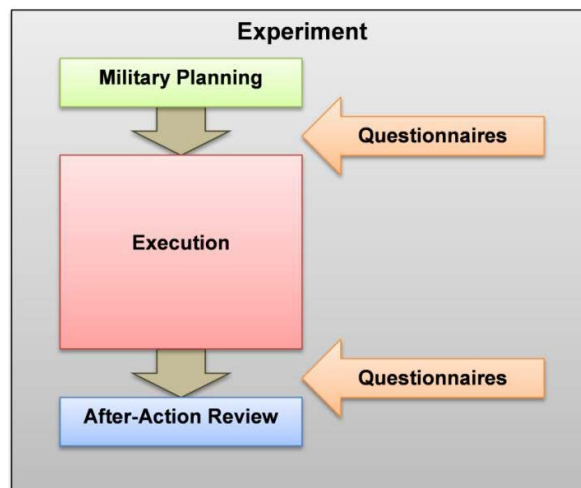 Experiment
Military Planning
Questionnaires
Execution
Questionnaires
After-Action Review